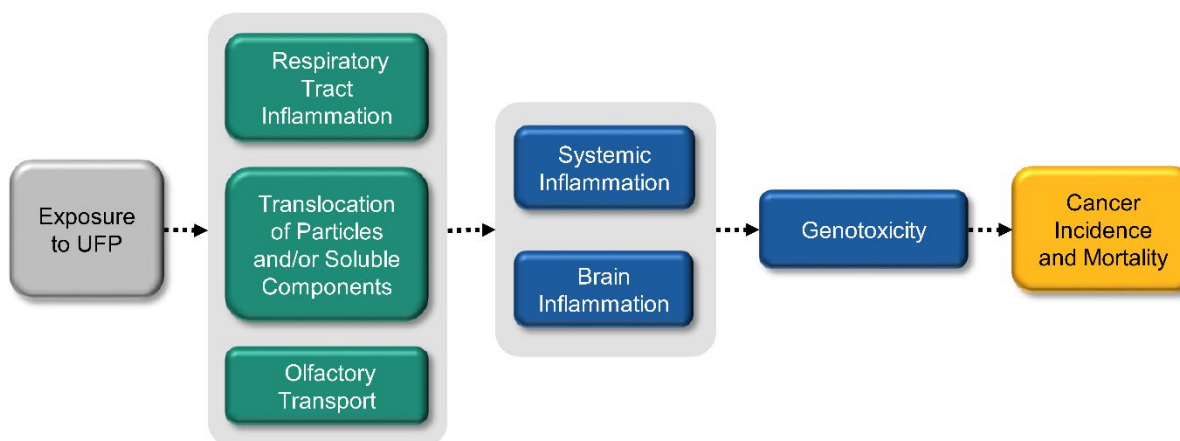 Exposure
to UFP
Respiratory
Tract
Inflammation
Translocation
of Particles
and/or Soluble
Components
Olfactory
Transport
Systemic
Inflammation
Brain
Inflammation
Genotoxicity
Cancer
Incidence
and Mortality